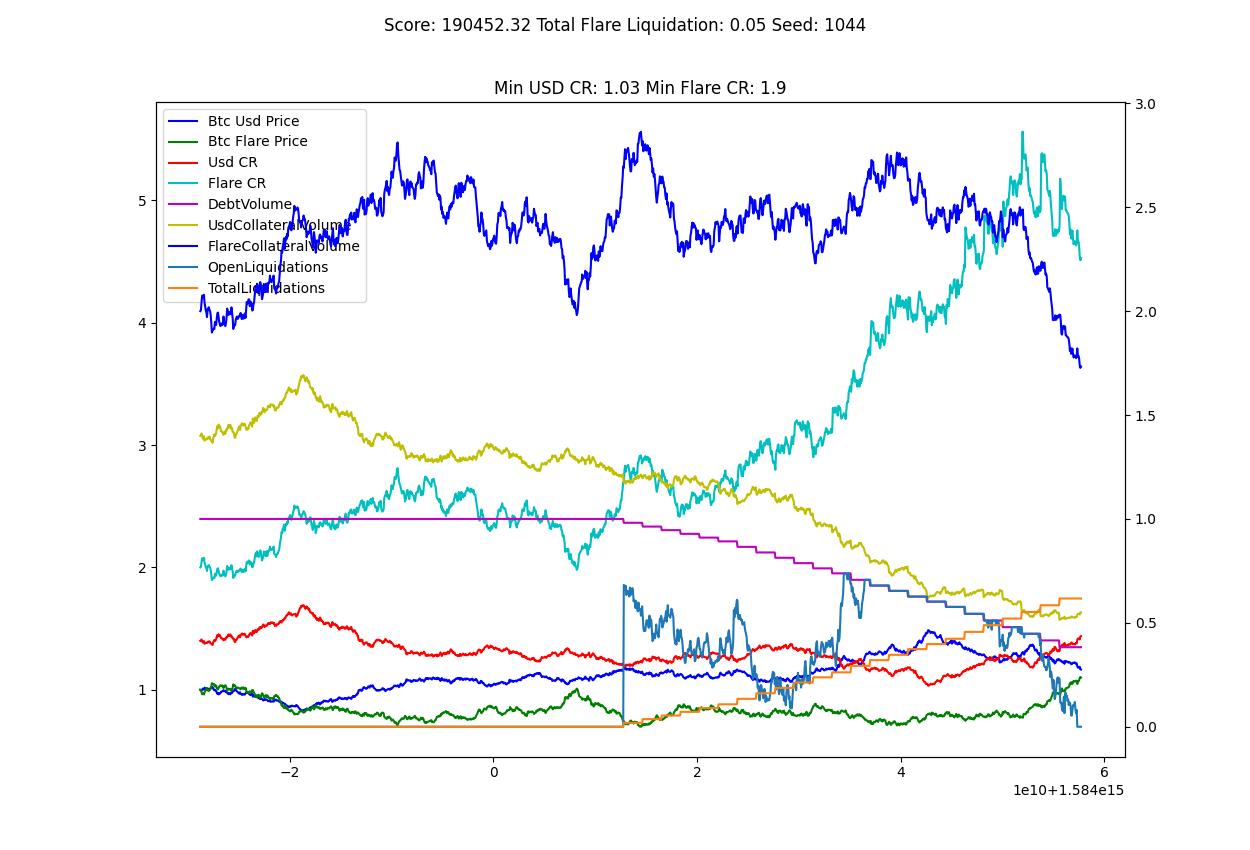 Score: 190452.32 Total Flare Liquidation: 0.05 Seed: 1044
Min USD CR: 1.03 Min Flare CR: 1.9
Btc Usd Price
Btc Flare Price
Usd CR
Flare CR
DebtVolume
UsdCollateralVolume
FlareCollateralVolume
OpenLiquidations
TotalLiquidations
5
4
3
2
1
3.0
2.5
2.0
1.5
1.0
0.5
0.0
−2
0
2
4
6
1e10+1.584e15